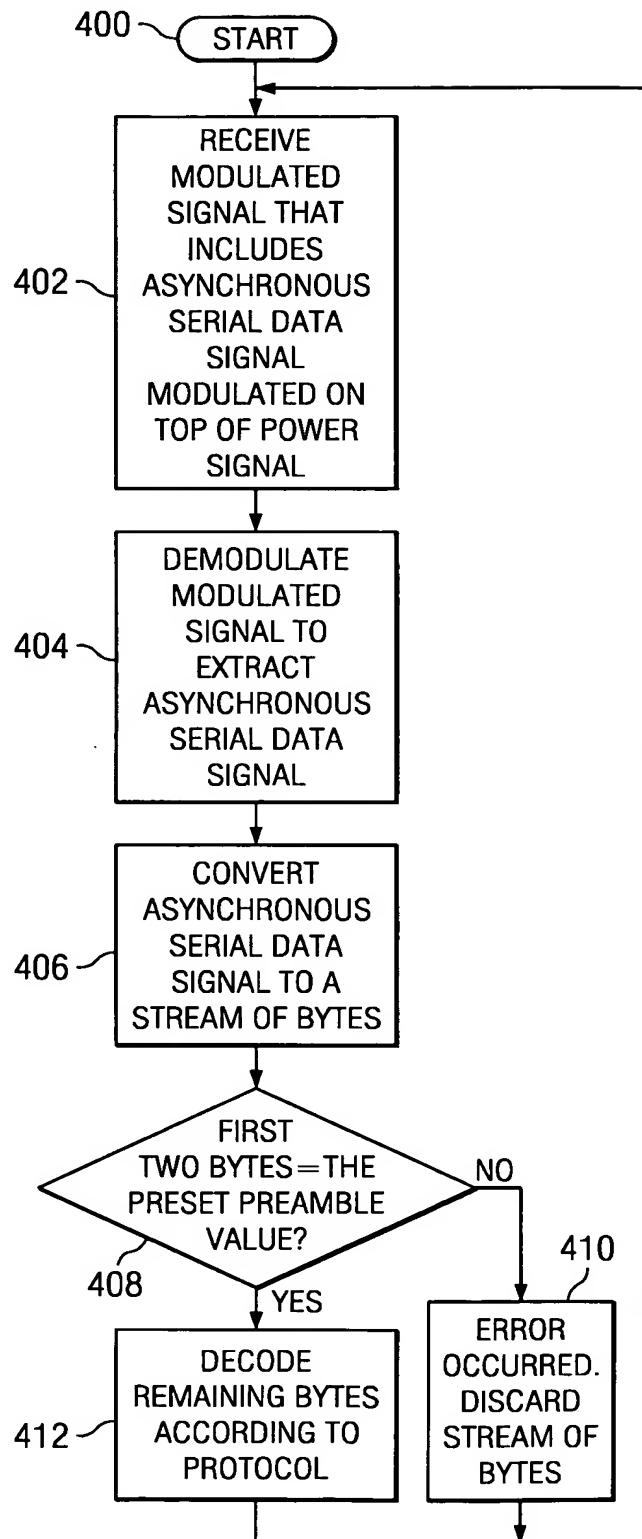 400
START
RECEIVE
MODULATED
SIGNAL THAT
INCLUDES
ASYNCHRONOUS
SERIAL DATA
SIGNAL
MODULATED ON
TOP OF POWER
SIGNAL
402
DEMODULATE
MODULATED
SIGNAL TO
EXTRACT
ASYNCHRONOUS
SERIAL DATA
SIGNAL
404
CONVERT
ASYNCHRONOUS
SERIAL DATA
SIGNAL TO A
STREAM OF BYTES
406
FIRST
TWO BYTES=THE
PRESET PREAMBLE
VALUE?
408
NO
YES
410
ERROR
OCCURRED.
DISCARD
STREAM OF
BYTES
DECODE
REMAINING BYTES
ACCORDING TO
PROTOCOL
412